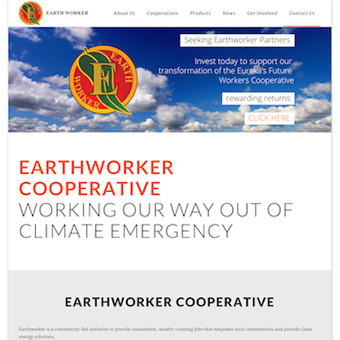 EARTH WORKER
About Us Cooperatives Products News Get Involved Contact Us
Seeking Earthworker Partners
EARTH
E
WORKER
Invest today to support our
transformation of the Eureka's Future
Workers Cooperative
rewarding returns
CLICK HERE
EARTHWORKER
COOPERATIVE
WORKING OUR WAY OUT OF
CLIMATE EMERGENCY
EARTHWORKER COOPERATIVE
Earthworker is a community-led initiative to provide sustainable, wealth-creating jobs that empower local communities and provide clean
energy solutions.